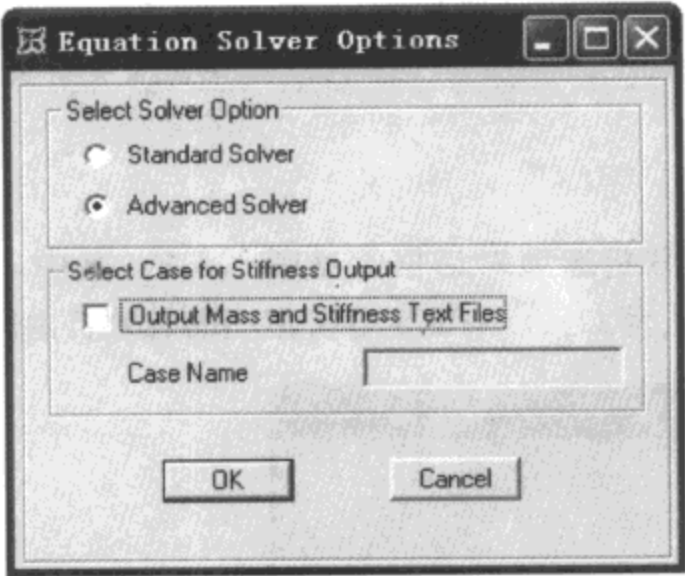 Equation Solver Options
Select Solver Option
Standard Solver
Advanced Solver
Select Case for Stiffness Output
Output Mass and Stiffness Text Files
Case Name
OK
Cancel